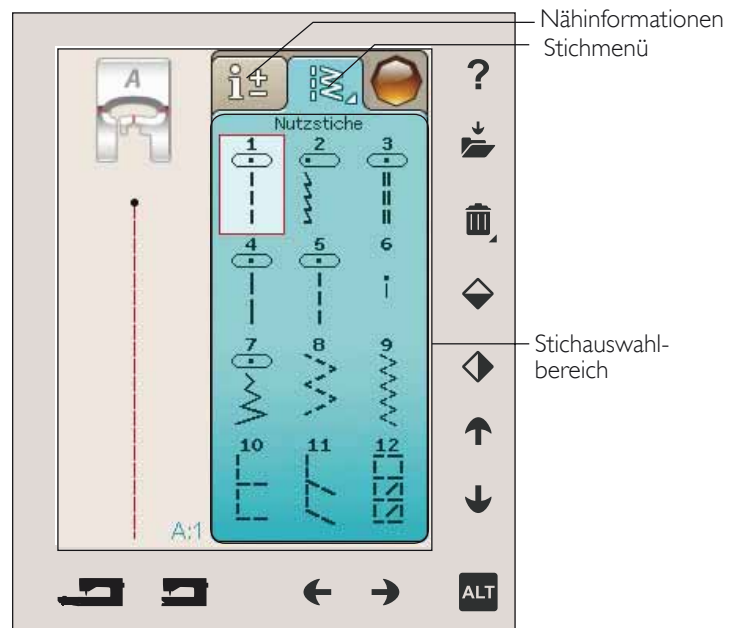 Nähinformationen
Stichmenü
A
?
Nutzstiche
1 2 3
4 5 6
Stichauswahl-
bereich
7 8 9
10 11 12
A:1
ALT